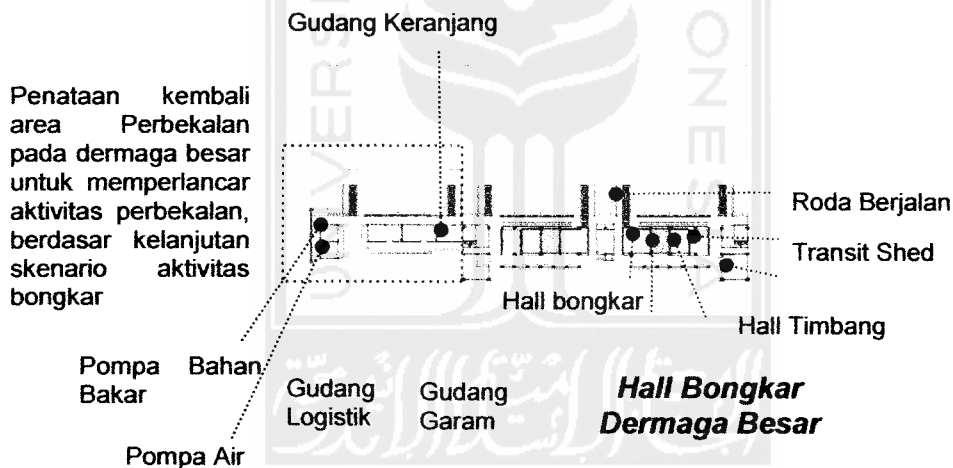 Gudang Keranjang
Penataan kembali
area Perbekalan
pada dermaga besar
untuk memperlancar
aktivitas perbekalan,
berdasar kelanjutan
skenario aktivitas
bongkar
Roda Berjalan
Transit Shed
Hall bongkar
Hall Timbang
Pompa Bahan
Bakar
Gudang
Logistik
Gudang
Garam
Hall Bongkar
Dermaga Besar
Pompa Air